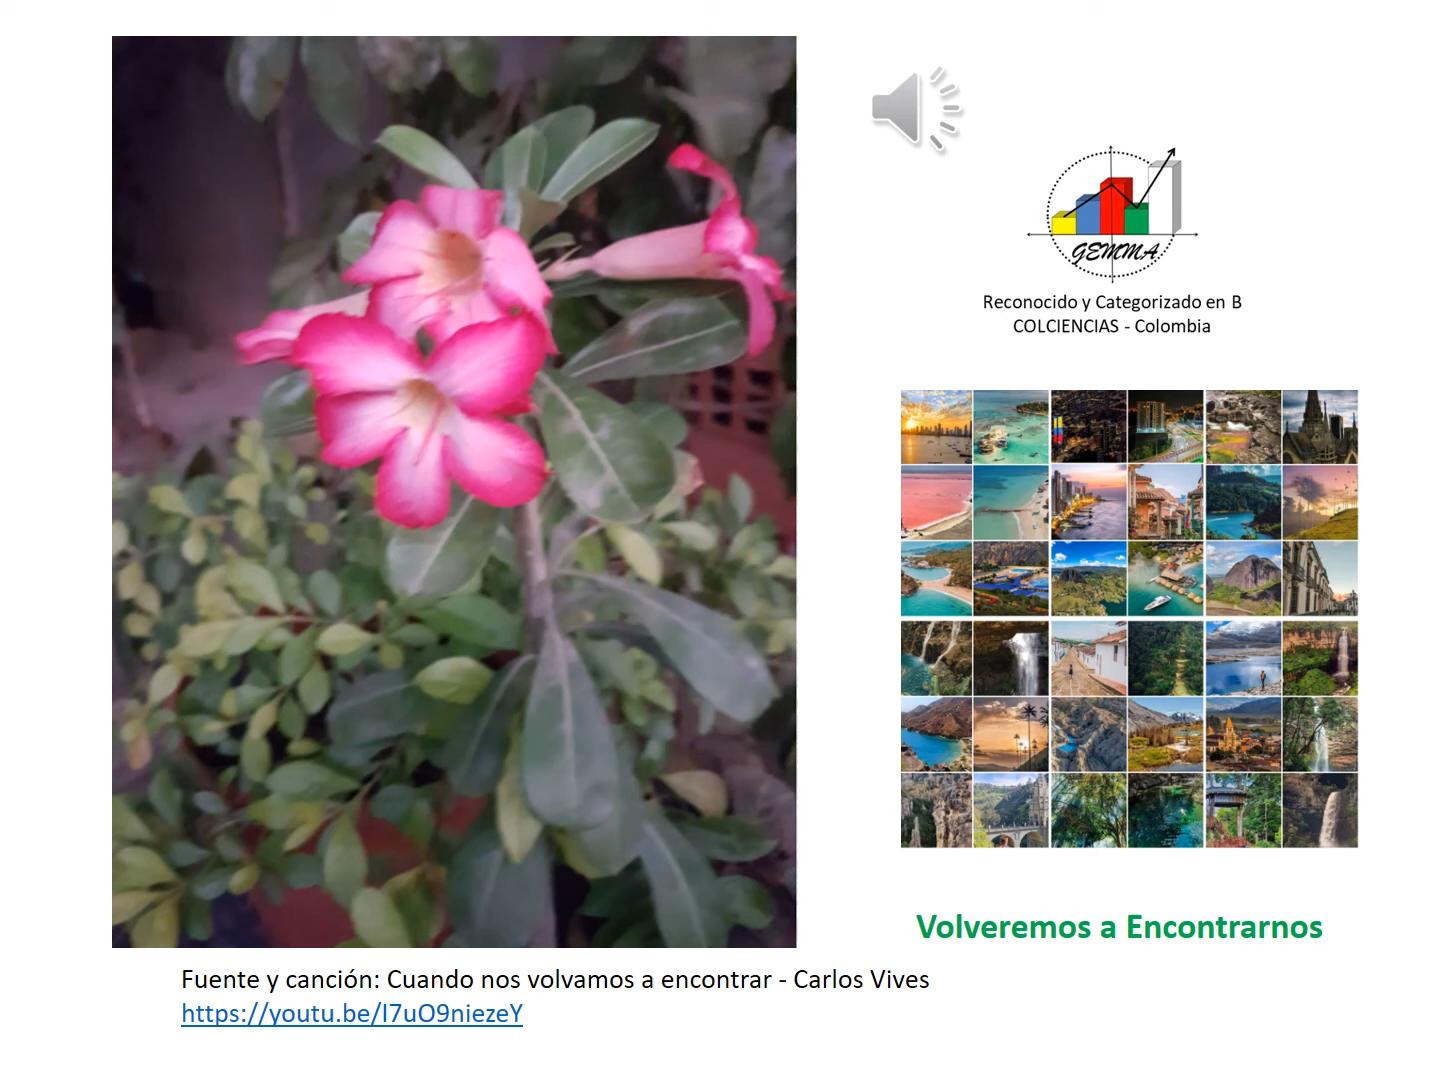 GEMMA
Reconocido y Categorizado en B
COLCIENCIAS - Colombia
Volveremos a Encontrarnos
Fuente y canción: Cuando nos volvamos a encontrar - Carlos Vives
https://youtu.be/I7uO9niezeY